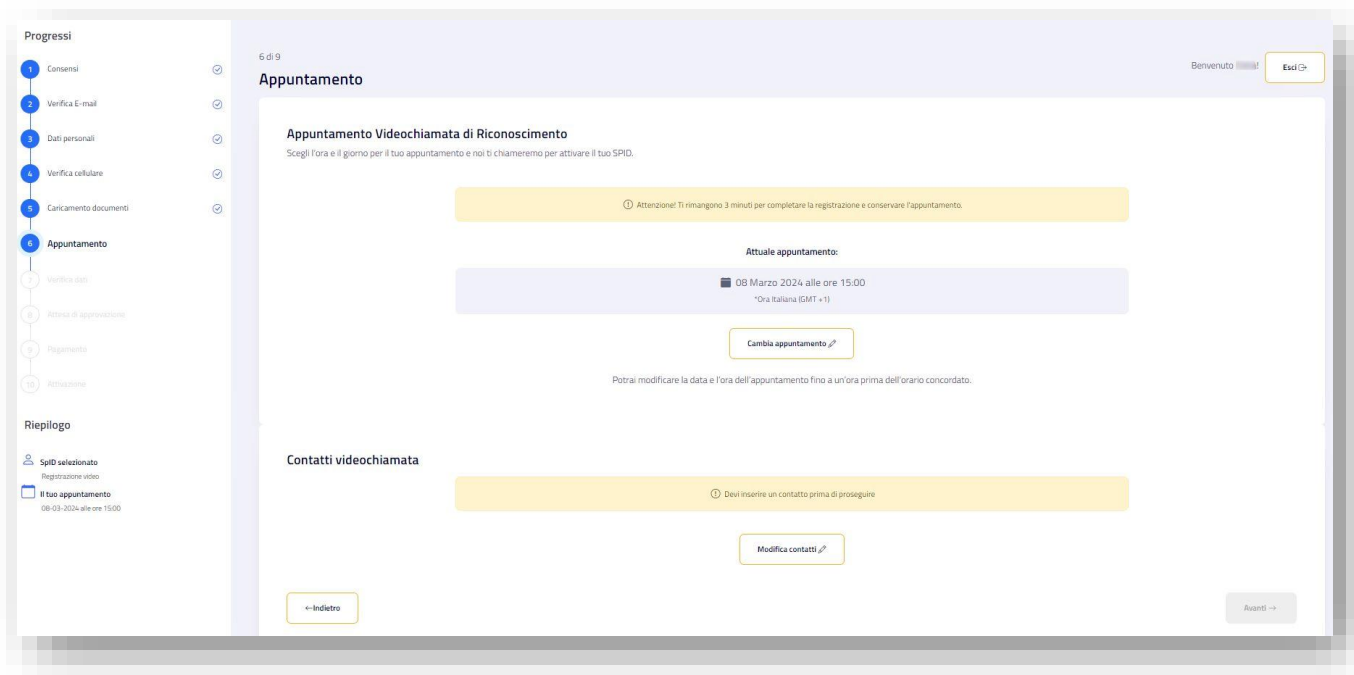 Progressi
1 Consensi
2 Verifica E-mail
3 Dati personali
4 Verifica cellulare
5 Caricamento documenti
6 Appuntamento
7 Verifica dati
8 Attesa di approvazione
9 Pagamento
10 Attivazione
Riepilogo
SpID selezionato
Registrazione video
Il tuo appuntamento
08-03-2024 alle ore 15:00
6 di 9
Appuntamento
Benvenuto !
Esci
Appuntamento Videochiamata di Riconoscimento
Scegli l'ora e il giorno per il tuo appuntamento e noi ti chiameremo per attivare il tuo SPID.
Attenzione! Ti rimangono 3 minuti per completare la registrazione e conservare l'appuntamento.
Attuale appuntamento:
08 Marzo 2024 alle ore 15:00
*Ora Italiana (GMT +1)
Cambia appuntamento
Potrai modificare la data e l'ora dell'appuntamento fino a un'ora prima dell'orario concordato.
Contatti videochiamata
Devi inserire un contatto prima di proseguire
Modifica contatti
←Indietro
Avanti →